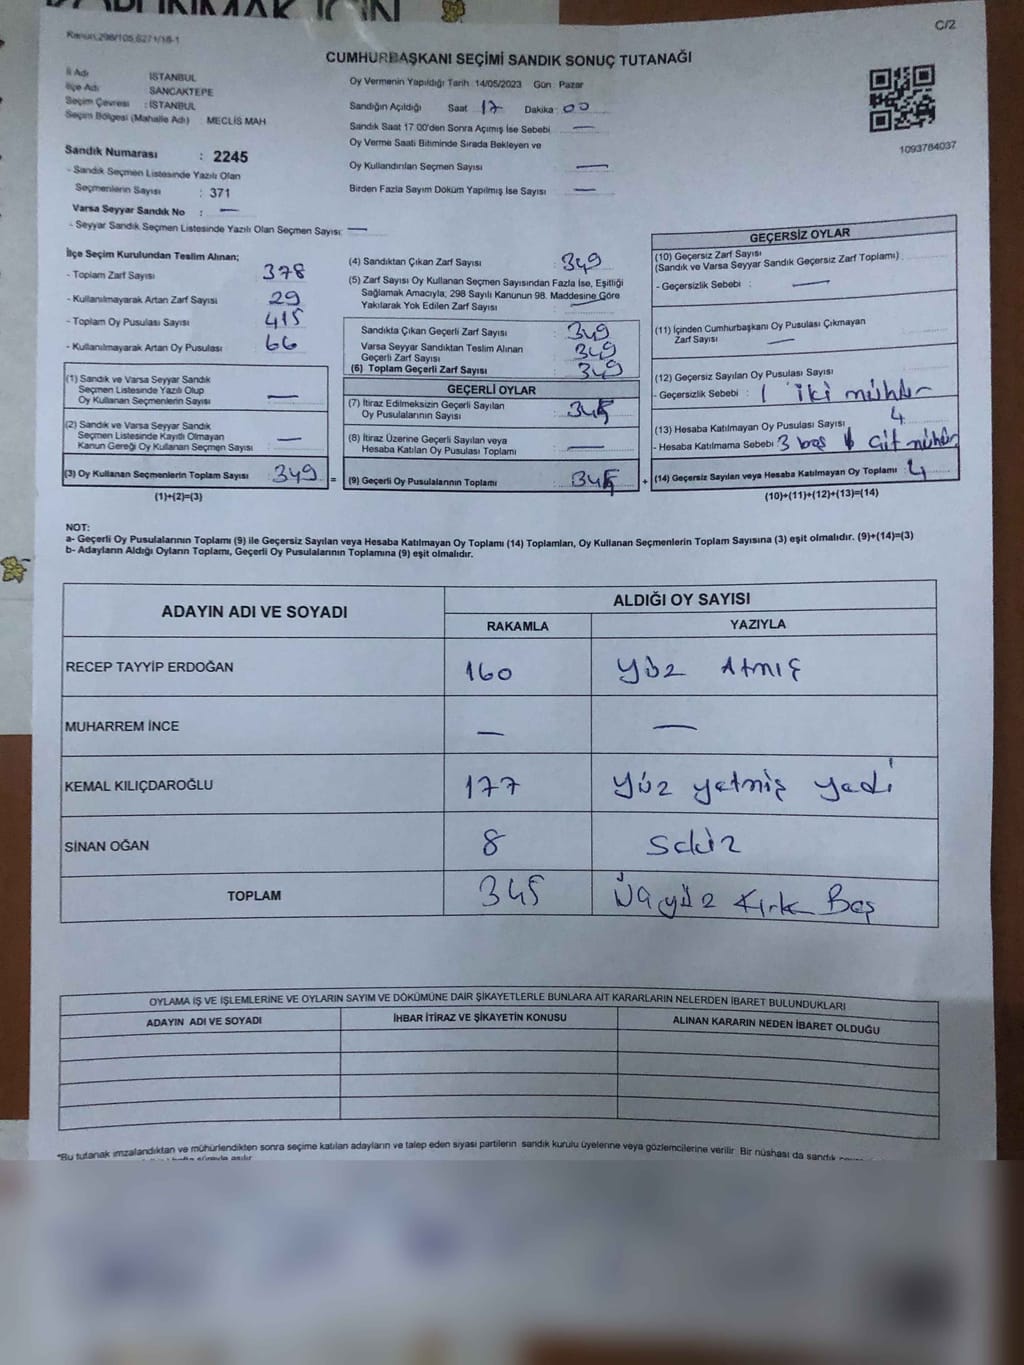 C/2
Kanun,298/105,6271/18-1
CUMHURBAŞKANI SEÇİMİ SANDIK SONUÇ TUTANAĞI
İl Adı İSTANBUL
İlçe Adı SANCAKTEPE
Seçim Çevresi : İSTANBUL
Seçim Bölgesi (Mahalle Adı) : MECLİS MAH
Sandık Numarası : 2245
- Sandık Seçmen Listesinde Yazılı Olan
Seçmenlerin Sayısı : 371
Varsa Seyyar Sandık No : —
- Seyyar Sandık Seçmen Listesinde Yazılı Olan Seçmen Sayısı: —
Oy Vermenin Yapıldığı Tarih 14/05/2023 Gün : Pazar
Sandığın Açıldığı Saat 17 Dakika : 00
Sandık Saat 17 00'den Sonra Açımış İse Sebebi —
Oy Verme Saati Bitiminde Sırada Bekleyen ve
Oy Kullandırılan Seçmen Sayısı —
Birden Fazla Sayım Döküm Yapılmış İse Sayısı —
1093784037
İlçe Seçim Kurulundan Teslim Alınan;
- Toplam Zarf Sayısı 378
- Kullanılmayarak Artan Zarf Sayısı 29
- Toplam Oy Pusulası Sayısı 415
- Kullanılmayarak Artan Oy Pusulası 66
(1) Sandık ve Varsa Seyyar Sandık
Seçmen Listesinde Yazılı Olup
Oy Kullanan Seçmenlerin Sayısı —
(2) Sandık ve Varsa Seyyar Sandık
Seçmen Listesinde Kayıtlı Olmayan
Kanun Gereği Oy Kullanan Seçmen Sayısı —
(3) Oy Kullanan Seçmenlerin Toplam Sayısı : 349 =
(1)+(2)=(3)
(4) Sandıktan Çıkan Zarf Sayısı : 349
(5) Zarf Sayısı Oy Kullanan Seçmen Sayısından Fazla İse, Eşitliği
Sağlamak Amacıyla; 298 Sayılı Kanunun 98. Maddesine Göre
Yakılarak Yok Edilen Zarf Sayısı : —
Sandıkta Çıkan Geçerli Zarf Sayısı : 349
Varsa Seyyar Sandıktan Teslim Alınan
Geçerli Zarf Sayısı : 349
(6) Toplam Geçerli Zarf Sayısı : 349
GEÇERLİ OYLAR
(7) İtiraz Edilmeksizin Geçerli Sayılan
Oy Pusulalarının Sayısı : 345
(8) İtiraz Üzerine Geçerli Sayılan veya
Hesaba Katılan Oy Pusulası Toplamı : —
(9) Geçerli Oy Pusulalarının Toplamı : 345 +
GEÇERSİZ OYLAR
(10) Geçersiz Zarf Sayısı
(Sandık ve Varsa Seyyar Sandık Geçersiz Zarf Toplamı) :
- Geçersizlik Sebebi : —
(11) İçinden Cumhurbaşkanı Oy Pusulası Çıkmayan
Zarf Sayısı —
(12) Geçersiz Sayılan Oy Pusulası Sayısı
- Geçersizlik Sebebi : 1 iki mühür
(13) Hesaba Katılmayan Oy Pusulası Sayısı 4
- Hesaba Katılmama Sebebi : 3 boş Çift mühür
(14) Geçersiz Sayılan veya Hesaba Katılmayan Oy Toplamı : 4
(10)+(11)+(12)+(13)=(14)
NOT:
a- Geçerli Oy Pusulalarının Toplamı (9) ile Geçersiz Sayılan veya Hesaba Katılmayan Oy Toplamı (14) Toplamları, Oy Kullanan Seçmenlerin Toplam Sayısına (3) eşit olmalıdır. (9)+(14)=(3)
b- Adayların Aldığı Oyların Toplamı, Geçerli Oy Pusulalarının Toplamına (9) eşit olmalıdır.
ADAYIN ADI VE SOYADI ALDIĞI OY SAYISI
RAKAMLA YAZIYLA
RECEP TAYYİP ERDOĞAN 160 Yüz Atmış
MUHARREM İNCE — —
KEMAL KILIÇDAROĞLU 177 Yüz yetmiş yedi
SİNAN OĞAN 8 Sekiz
TOPLAM 345 Üçyüz Kırk Beş
OYLAMA İŞ VE İŞLEMLERİNE VE OYLARIN SAYIM VE DÖKÜMÜNE DAİR ŞİKAYETLERLE BUNLARA AİT KARARLARIN NELERDEN İBARET BULUNDUKLARI
ADAYIN ADI VE SOYADI İHBAR İTİRAZ VE ŞİKAYETİN KONUSU ALINAN KARARIN NEDEN İBARET OLDUĞU
*Bu tutanak imzalandıktan ve mühürlendikten sonra seçime katılan adayların ve talep eden siyasi partilerin sandık kurulu üyelerine veya gözlemcilerine verilir. Bir nüshası da sandık